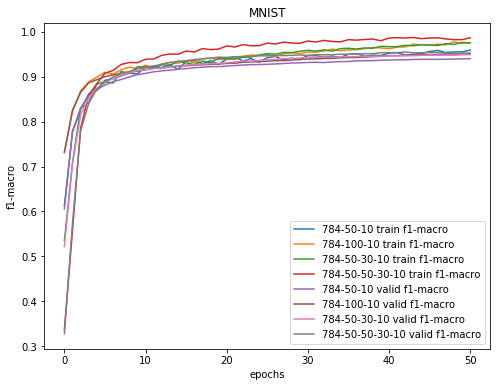 MNIST
1.0
0.9
0.8
0.7
0.6
0.5
0.4
0.3
f1-macro
784-50-10 train f1-macro
784-100-10 train f1-macro
784-50-30-10 train f1-macro
784-50-50-30-10 train f1-macro
784-50-10 valid f1-macro
784-100-10 valid f1-macro
784-50-30-10 valid f1-macro
784-50-50-30-10 valid f1-macro
0 10 20 30 40 50
epochs